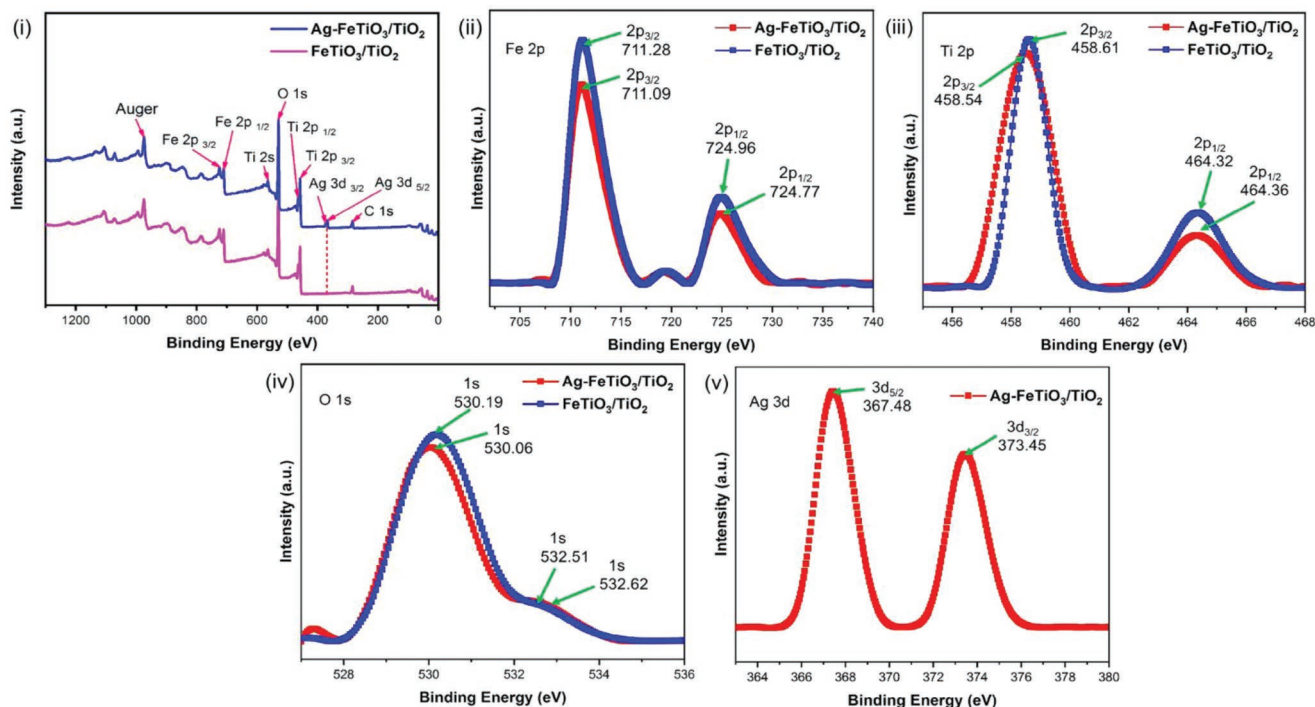 (i)
Ag-FeTiO3/TiO2
FeTiO3/TiO2
O 1s
Auger
Fe 2p 1/2
Fe 2p 3/2
Ti 2p 1/2
Ti 2s
Ti 2p 3/2
Ag 3d 3/2
Ag 3d 5/2
C 1s
Intensity (a.u.)
1200 1000 800 600 400 200 0
Binding Energy (eV)
(ii)
Fe 2p
Ag-FeTiO3/TiO2
FeTiO3/TiO2
2p3/2
711.28
2p3/2
711.09
2p1/2
724.96
2p1/2
724.77
Intensity (a.u.)
705 710 715 720 725 730 735 740
Binding Energy (eV)
(iii)
Ti 2p
Ag-FeTiO3/TiO2
FeTiO3/TiO2
2p3/2
458.61
2p3/2
458.54
2p1/2
464.32
2p1/2
464.36
Intensity (a.u.)
456 458 460 462 464 466 468
Binding Energy (eV)
(iv)
O 1s
Ag-FeTiO3/TiO2
FeTiO3/TiO2
1s
530.19
1s
530.06
1s
532.51
1s
532.62
Intensity (a.u.)
528 530 532 534 536
Binding Energy (eV)
(v)
Ag 3d
Ag-FeTiO3/TiO2
3d5/2
367.48
3d3/2
373.45
Intensity (a.u.)
364 366 368 370 372 374 376 378 380
Binding Energy (eV)